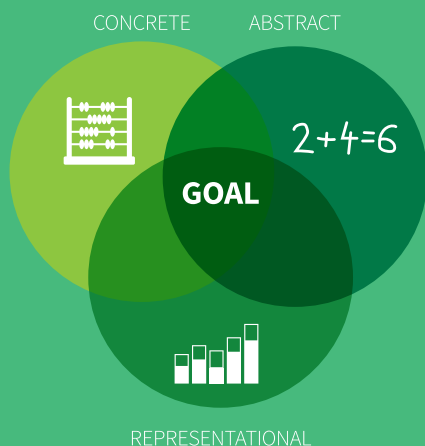 CONCRETE ABSTRACT
2+4=6
GOAL
REPRESENTATIONAL